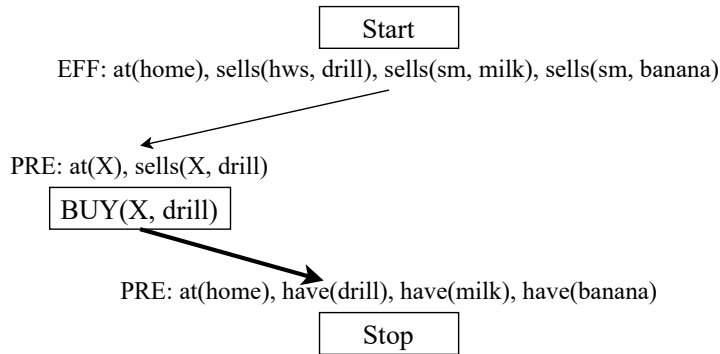 Start
EFF: at(home), sells(hws, drill), sells(sm, milk), sells(sm, banana)
PRE: at(X), sells(X, drill)
BUY(X, drill)
PRE: at(home), have(drill), have(milk), have(banana)
Stop